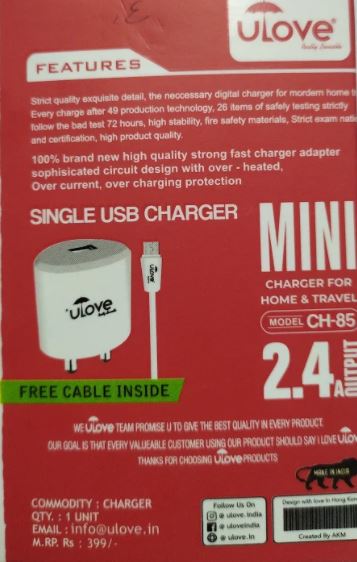 uLove
Really Loveable
FEATURES
Strict quality exquisite detail, the neccossary digital charger for mordern home
Every charge after 49 production technology, 26 items of safety testing strictly
follow the bad test 72 hours, high stability, fire safety materials, Strict exam
and certification, high product quality.
100% brand new high quality strong fast charger adapter
sophisicated circuit design with over - heated,
Over current, over charging protection
SINGLE USB CHARGER
MINI
CHARGER FOR
HOME & TRAVEL
MODEL CH-85
2.4A OUTPUT
uLove
uLove
FREE CABLE INSIDE
WE uLove TEAM PROMISE U TO GIVE THE BEST QUALITY IN EVERY PRODUCT.
OUR GOAL IS THAT EVERY VALUEABLE CUSTOMER USING OUR PRODUCT SHOULD SAY I LOVE
THANKS FOR CHOOSING uLove PRODUCTS
MADE IN INDIA
COMMODITY : CHARGER
QTY. : 1 UNIT
EMAIL : info@ulove.in
M.RP. Rs : 399/-
Follow Us On
ulove.india
uloveindia
ulove.in
Design with love in Hong
Created By AKM